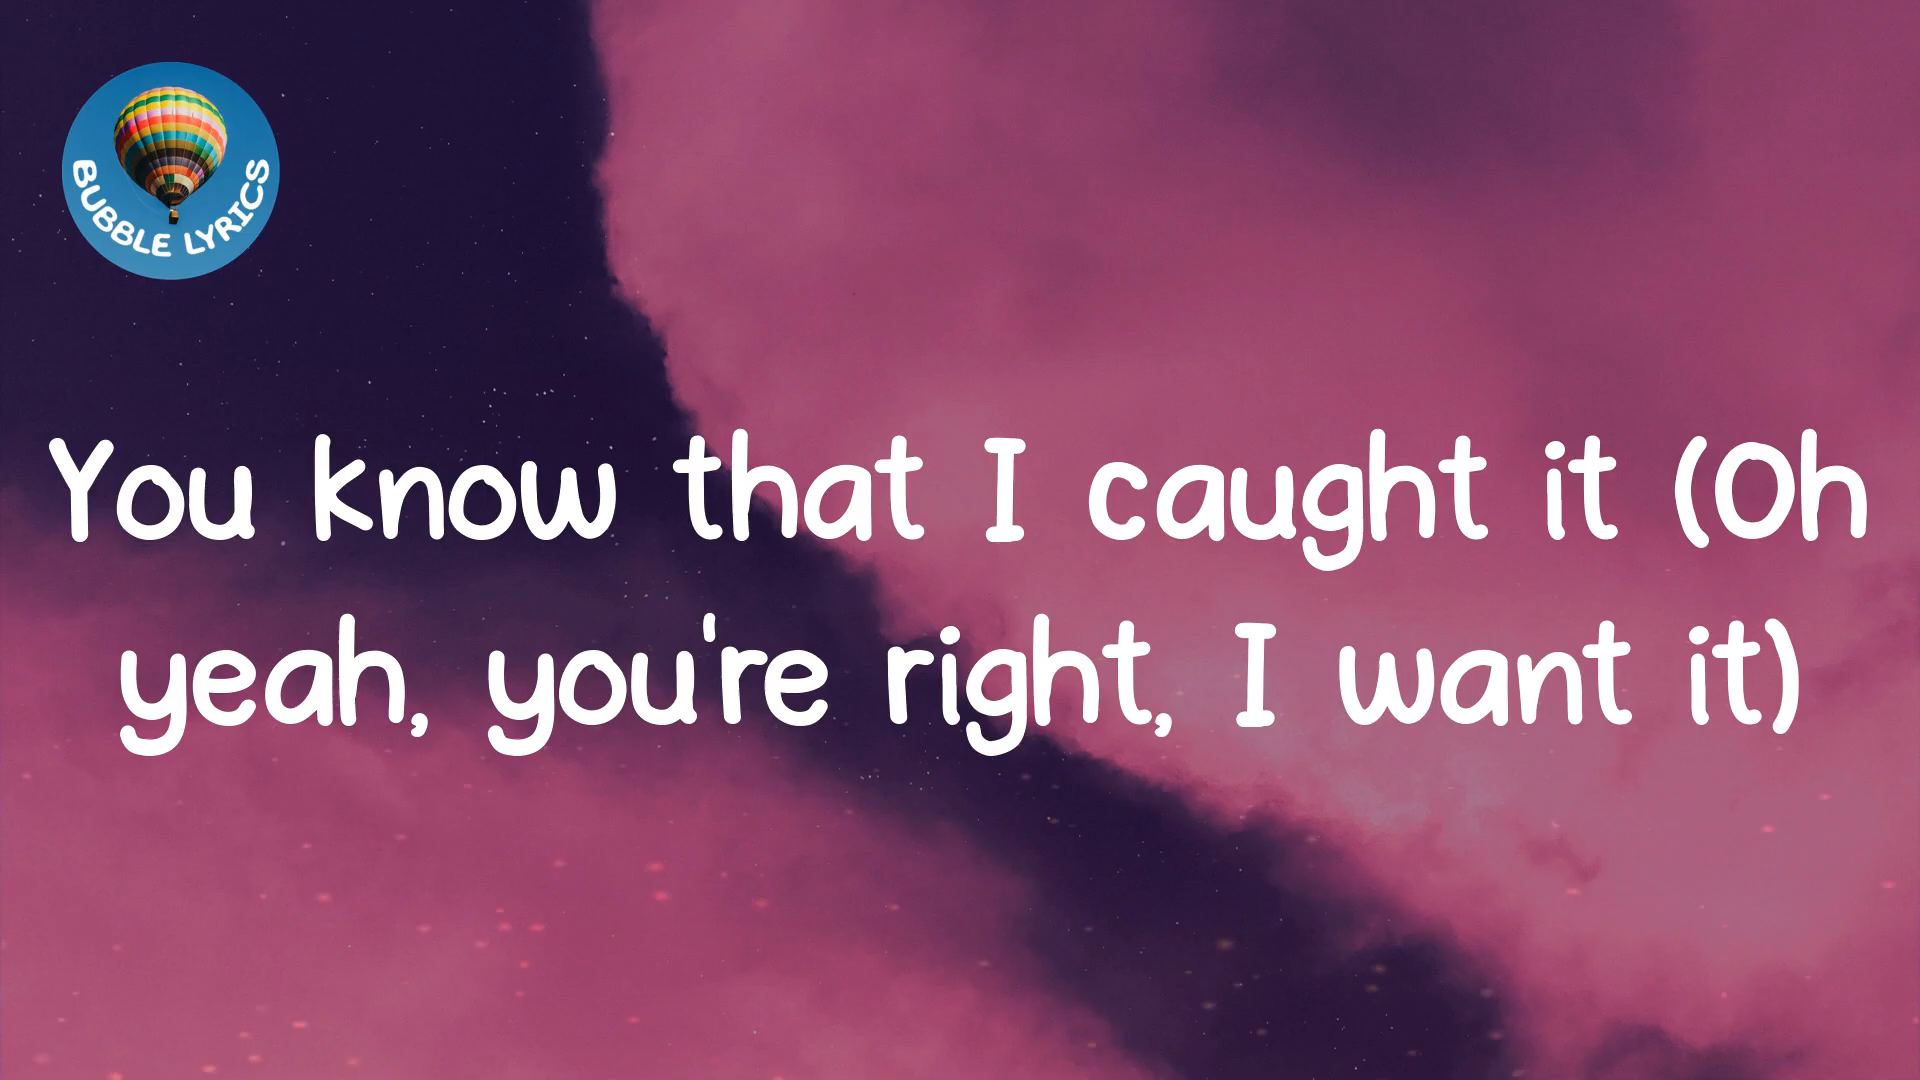 BUBBLE LYRICS
You know that I caught it (Oh
yeah, you're right, I want it)